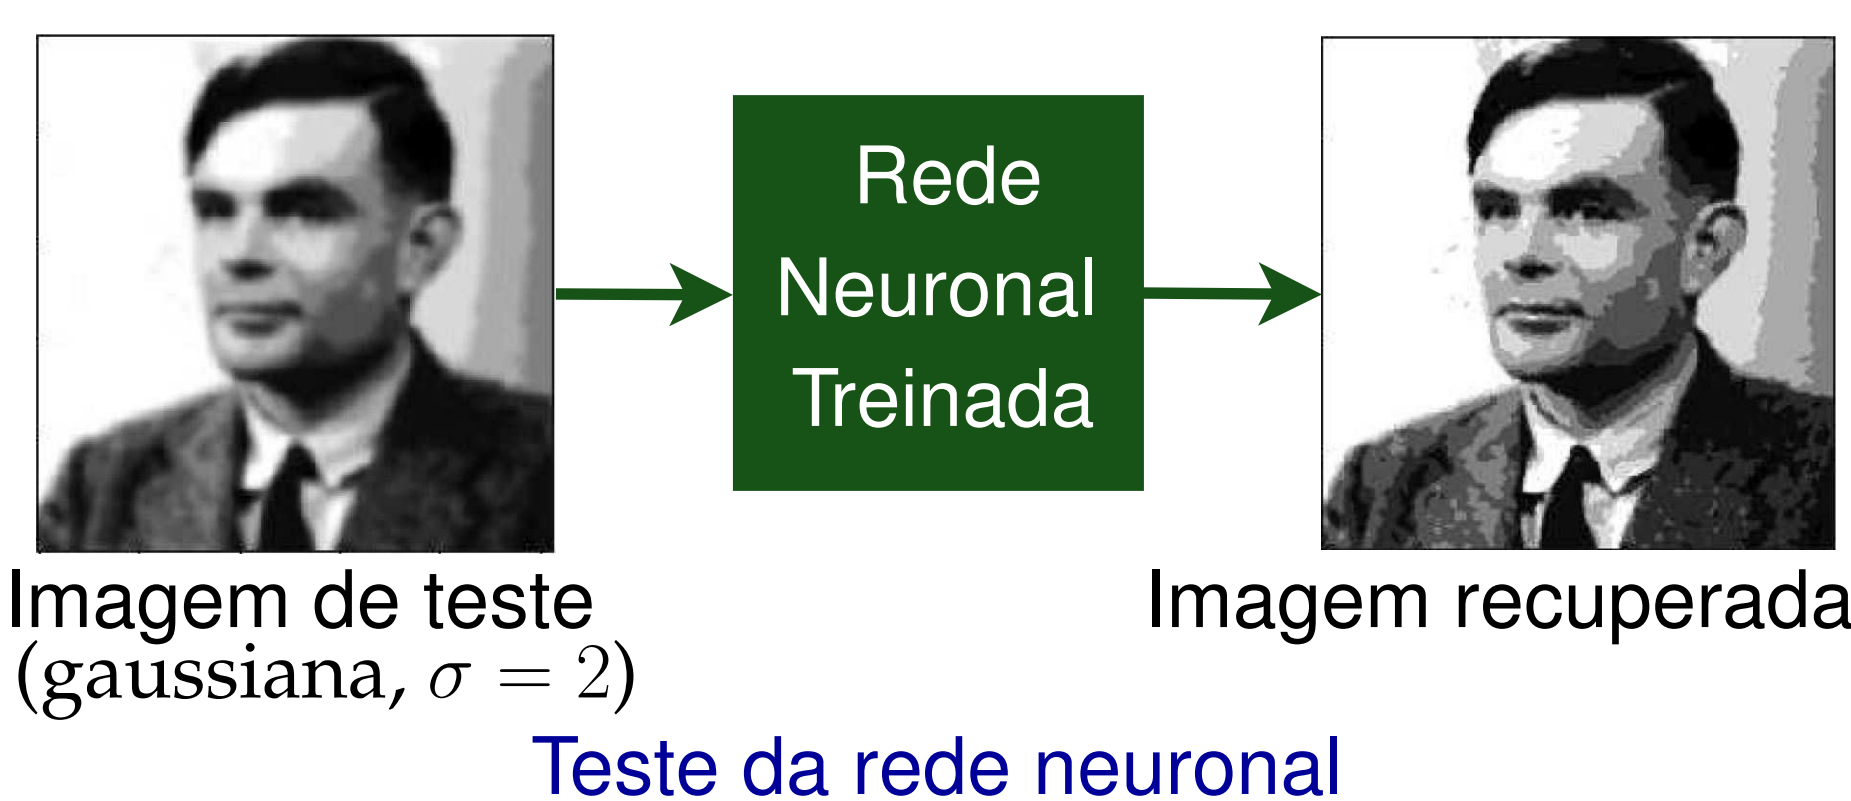 Rede
Neuronal
Treinada
Imagem de teste
(gaussiana, σ = 2)
Imagem recuperada
Teste da rede neuronal